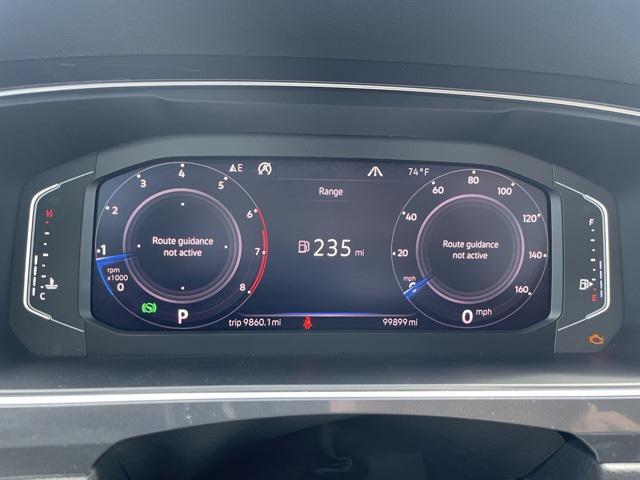 E
74°F
Range
235 mi
H
C
1
2
3
4
5
6
7
8
rpm
x1000
0
Route guidance
not active
P
20
40
60
80
100
120
140
160
mph
Route guidance
not active
0 mph
F
E
trip 9860.1 mi
99899 mi